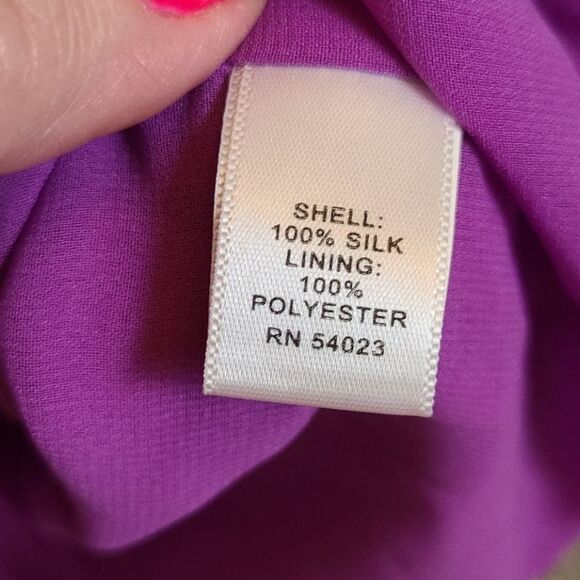 SHELL:
100% SILK
LINING:
100%
POLYESTER
RN 54023